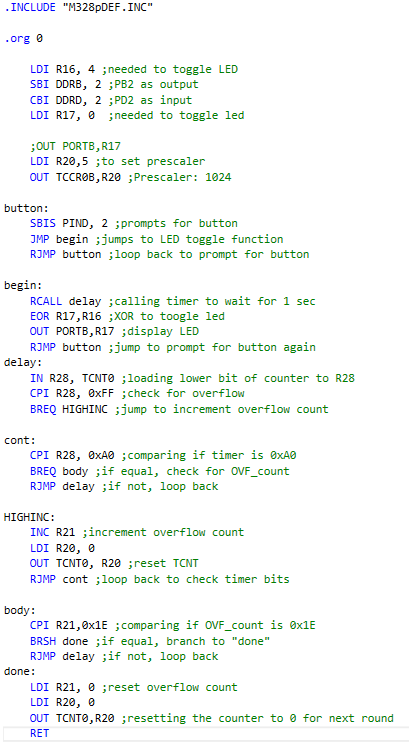 .INCLUDE "M328pDEF.INC"
.org 0
LDI R16, 4 ;needed to toggle LED
SBI DDRB, 2 ;PB2 as output
CBI DDRD, 2 ;PD2 as input
LDI R17, 0 ;needed to toggle led
;OUT PORTB,R17
LDI R20,5 ;to set prescaler
OUT TCCR0B,R20 ;Prescaler: 1024
button:
SBIS PIND, 2 ;prompts for button
JMP begin ;jumps to LED toggle function
RJMP button ;loop back to prompt for button
begin:
RCALL delay ;calling timer to wait for 1 sec
EOR R17,R16 ;XOR to toogle led
OUT PORTB,R17 ;display LED
RJMP button ;jump to prompt for button again
delay:
IN R28, TCNT0 ;loading lower bit of counter to R28
CPI R28, 0xFF ;check for overflow
BREQ HIGHINC ;jump to increment overflow count
cont:
CPI R28, 0xA0 ;comparing if timer is 0xA0
BREQ body ;if equal, check for OVF_count
RJMP delay ;if not, loop back
HIGHINC:
INC R21 ;increment overflow count
LDI R20, 0
OUT TCNT0, R20 ;reset TCNT
RJMP cont ;loop back to check timer bits
body:
CPI R21,0x1E ;comparing if OVF_count is 0x1E
BRSH done ;if equal, branch to "done"
RJMP delay ;if not, loop back
done:
LDI R21, 0 ;reset overflow count
LDI R20, 0
OUT TCNT0,R20 ;resetting the counter to 0 for next round
RET